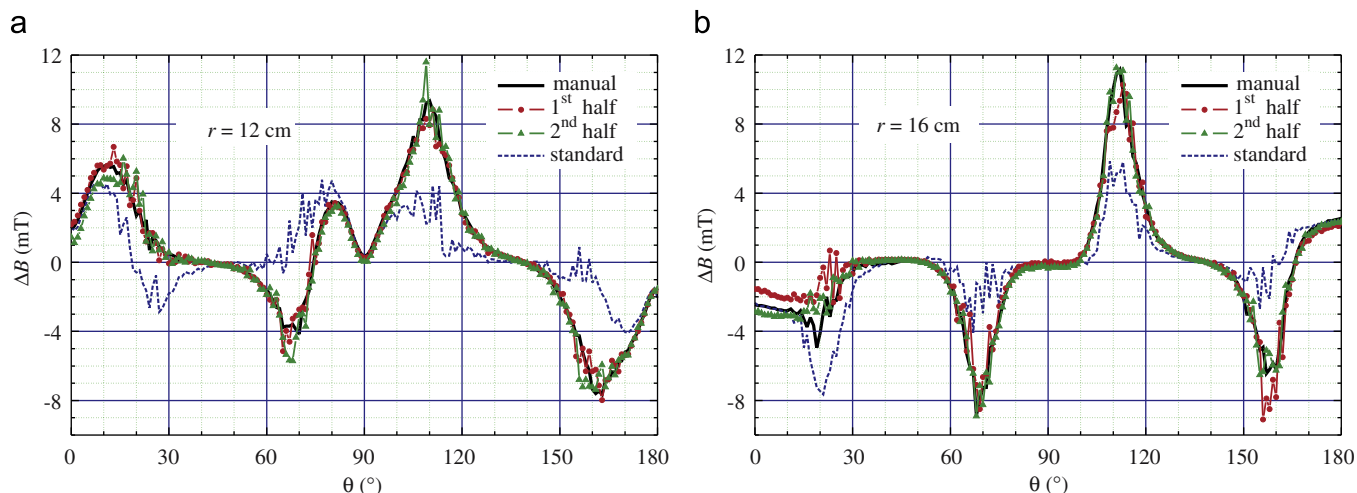 a
12
8
4
0
-4
-8
ΔB (mT)
0 30 60 90 120 150 180
θ (°)
r = 12 cm
manual
1st half
2nd half
standard
b
12
8
4
0
-4
-8
ΔB (mT)
0 30 60 90 120 150 180
θ (°)
r = 16 cm
manual
1st half
2nd half
standard